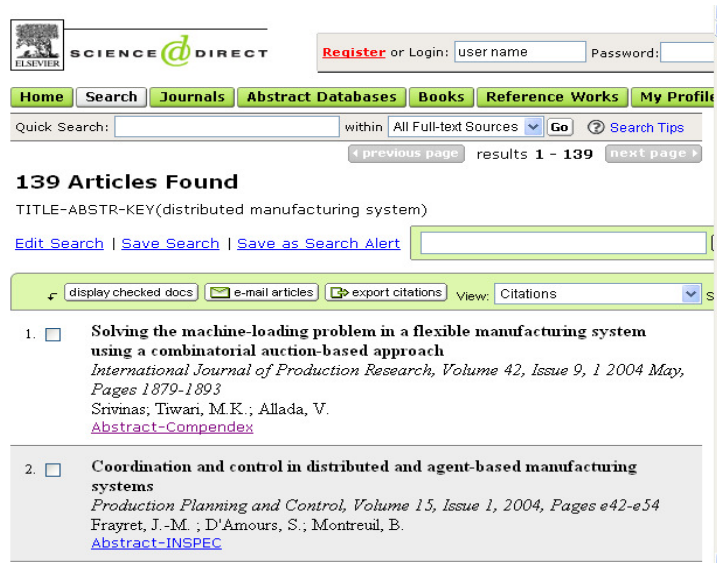 ELSEVIER SCIENCE @ DIRECT Register or Login: user name Password:
Home Search Journals Abstract Databases Books Reference Works My Profile
Quick Search: within All Full-text Sources Go ? Search Tips
previous page results 1 - 139 next page
139 Articles Found
TITLE-ABSTR-KEY(distributed manufacturing system)
Edit Search | Save Search | Save as Search Alert
display checked docs e-mail articles export citations View: Citations S
1. Solving the machine-loading problem in a flexible manufacturing system
using a combinatorial auction-based approach
International Journal of Production Research, Volume 42, Issue 9, 1 2004 May,
Pages 1879-1893
Srivinas; Tiwari, M.K.; Allada, V.
Abstract-Compendex
2. Coordination and control in distributed and agent-based manufacturing
systems
Production Planning and Control, Volume 15, Issue 1, 2004, Pages e42-e54
Frayret, J.-M. ; D'Amours, S.; Montreuil, B.
Abstract-INSPEC